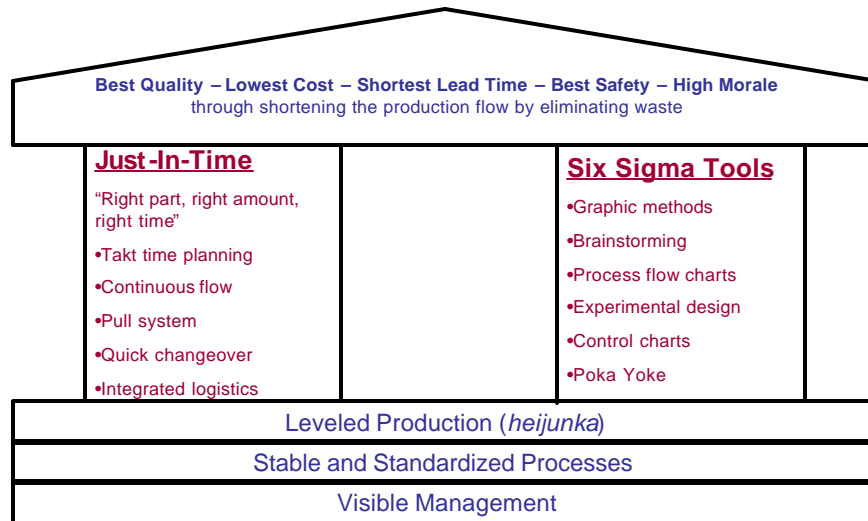 Best Quality – Lowest Cost – Shortest Lead Time – Best Safety – High Morale
through shortening the production flow by eliminating waste
Just-In-Time
“Right part, right amount,
right time”
•Takt time planning
•Continuous flow
•Pull system
•Quick changeover
•Integrated logistics
Six Sigma Tools
•Graphic methods
•Brainstorming
•Process flow charts
•Experimental design
•Control charts
•Poka Yoke
Leveled Production (heijunka)
Stable and Standardized Processes
Visible Management